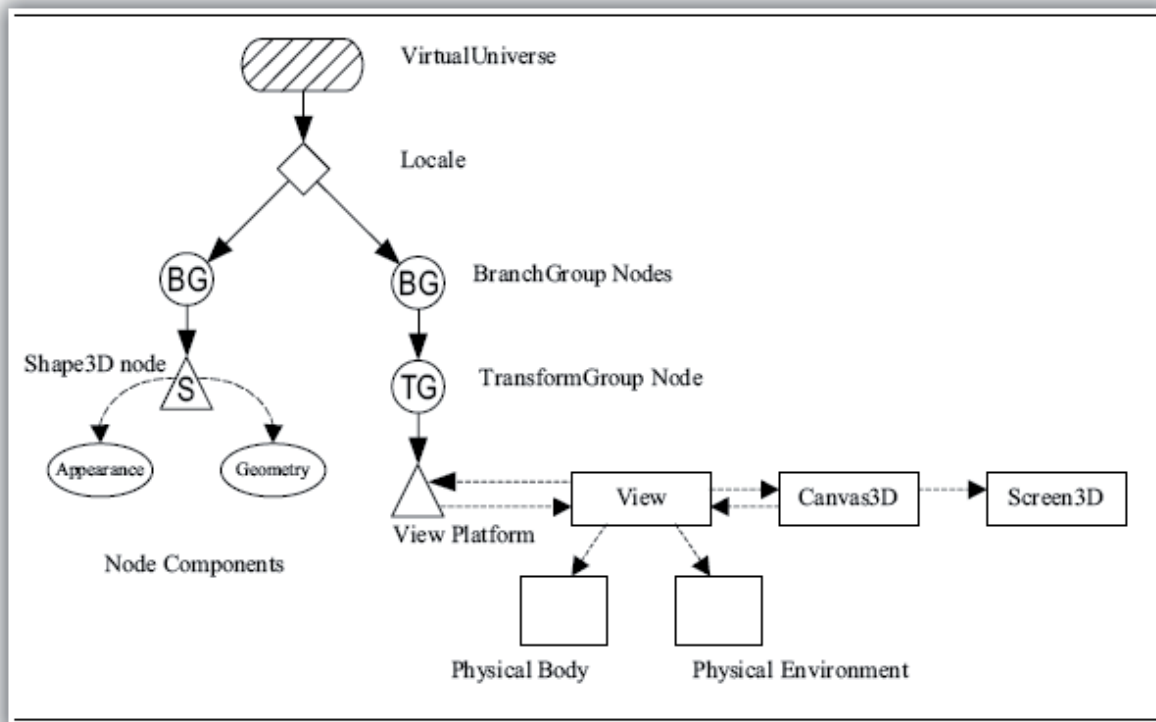 VirtualUniverse
Locale
BG
BG
BranchGroup Nodes
Shape3D node
S
TG
TransformGroup Node
Appearance
Geometry
View
Canvas3D
Screen3D
View Platform
Node Components
Physical Body
Physical Environment